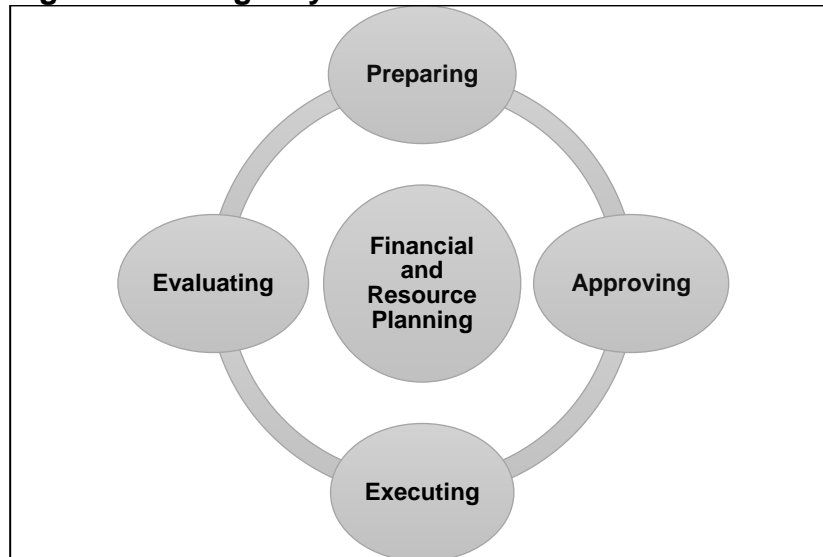 Preparing
Evaluating
Financial
and
Resource
Planning
Approving
Executing